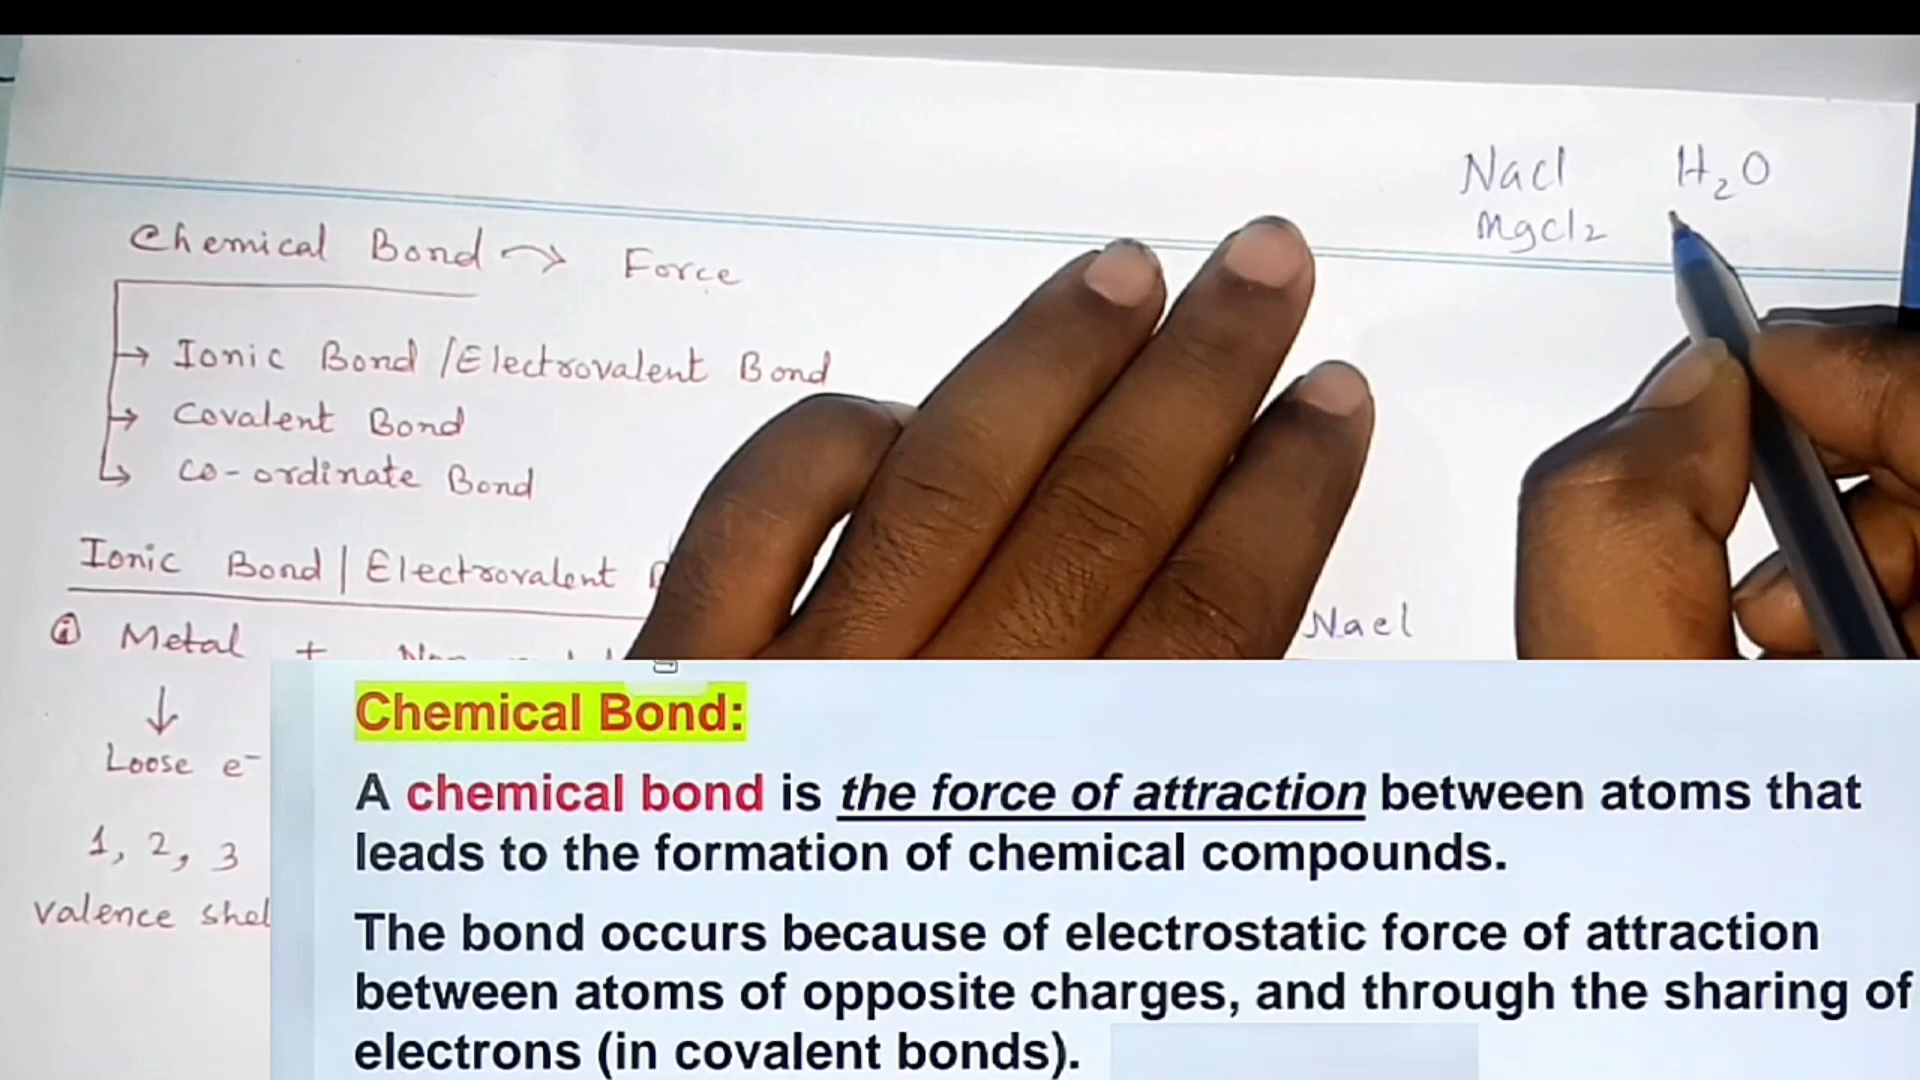 Nacl H₂O
Mgcl₂
Chemical Bond → Force
→ Ionic Bond /Electrovalent Bond
→ Covalent Bond
↳ Co-ordinate Bond
Ionic Bond | Electrovalent
① Metal +
Nacl
↓
Loose e⁻
1, 2, 3
valence shel
Chemical Bond:
A chemical bond is the force of attraction between atoms that
leads to the formation of chemical compounds.
The bond occurs because of electrostatic force of attraction
between atoms of opposite charges, and through the sharing of
electrons (in covalent bonds).